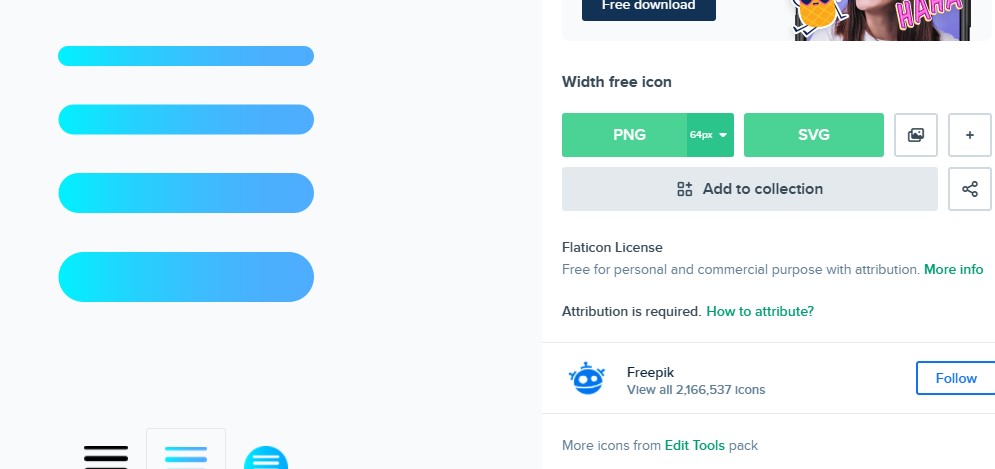 Free download
HAHA
Width free icon
PNG 64px SVG +
Add to collection
Flaticon License
Free for personal and commercial purpose with attribution. More info
Attribution is required. How to attribute?
Freepik
View all 2,166,537 icons
Follow
More icons from Edit Tools pack